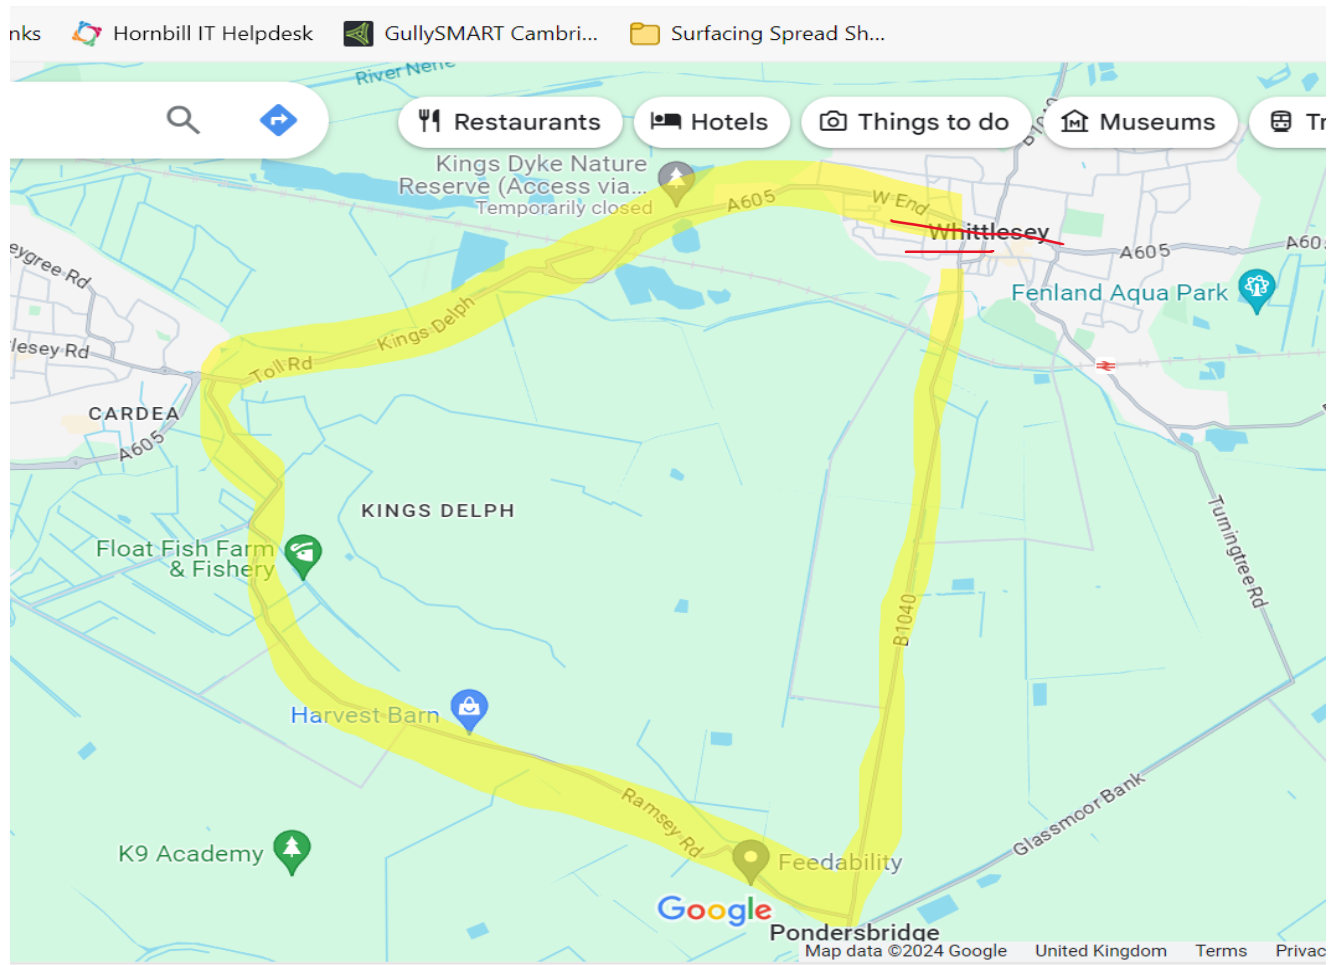 nks
Hornbill IT Helpdesk
GullySMART Cambri...
Surfacing Spread Sh...
River Nene
Restaurants
Hotels
Things to do
Museums
Tr
B1040
Kings Dyke Nature
Reserve (Access via...
Temporarily closed
A605
W End
Whittlesey
A605
A60
eygree Rd
Fenland Aqua Park
Kings Delph
lesey Rd
Toll Rd
CARDEA
A605
KINGS DELPH
Turningtree Rd
Float Fish Farm
& Fishery
B1040
Harvest Barn
Ramsey Rd
Glassmoor Bank
K9 Academy
Feedability
Google
Pondersbridge
Map data ©2024 Google
United Kingdom
Terms
Privac